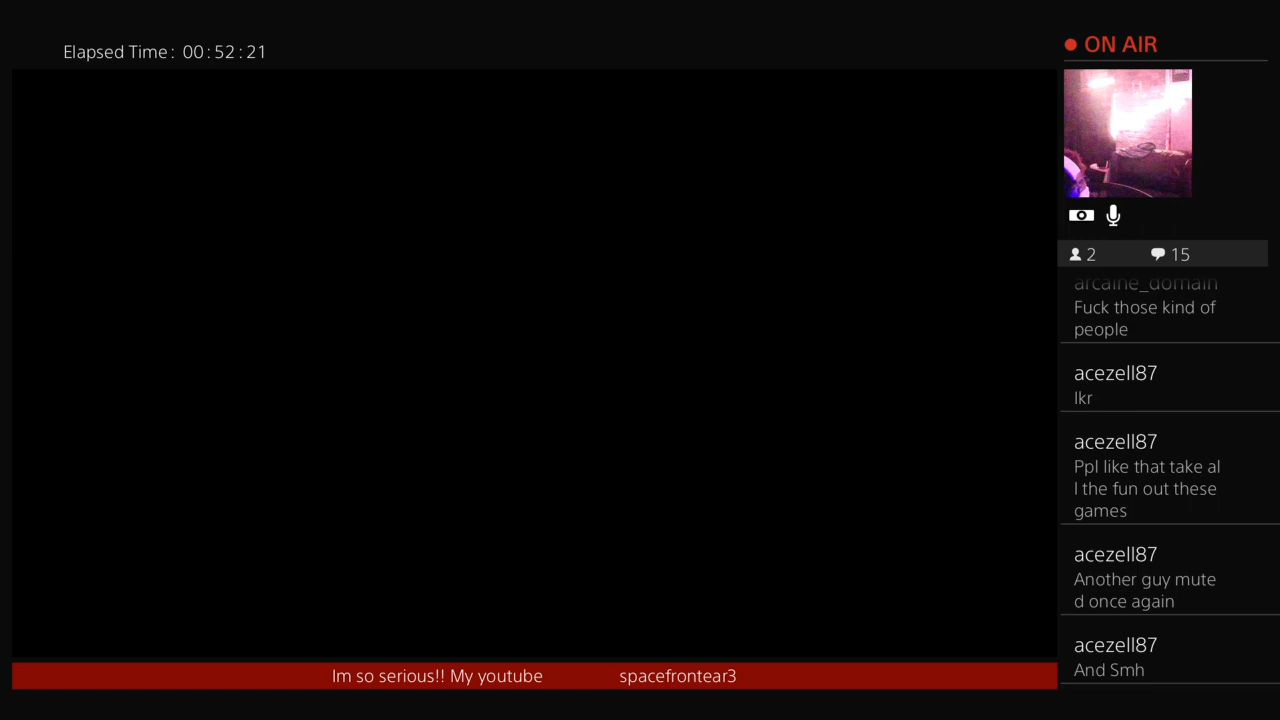 Elapsed Time: 00:52:21
ON AIR
2
15
arcaine_domain
Fuck those kind of
people
acezell87
Ikr
acezell87
Ppl like that take al
l the fun out these
games
acezell87
Another guy mute
d once again
acezell87
And Smh
Im so serious!! My youtube spacefrontear3